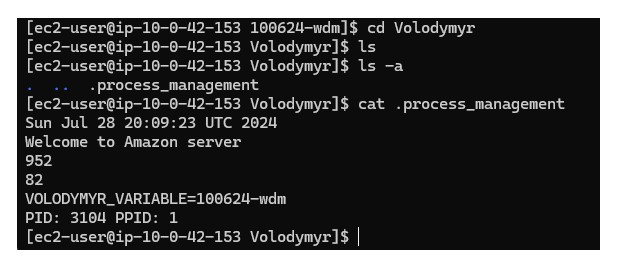 [ec2-user@ip-10-0-42-153 100624-wdm]$ cd Volodymyr
[ec2-user@ip-10-0-42-153 Volodymyr]$ ls
[ec2-user@ip-10-0-42-153 Volodymyr]$ ls -a
.  ..  .process_management
[ec2-user@ip-10-0-42-153 Volodymyr]$ cat .process_management
Sun Jul 28 20:09:23 UTC 2024
Welcome to Amazon server
952
82
VOLODYMYR_VARIABLE=100624-wdm
PID: 3104 PPID: 1
[ec2-user@ip-10-0-42-153 Volodymyr]$